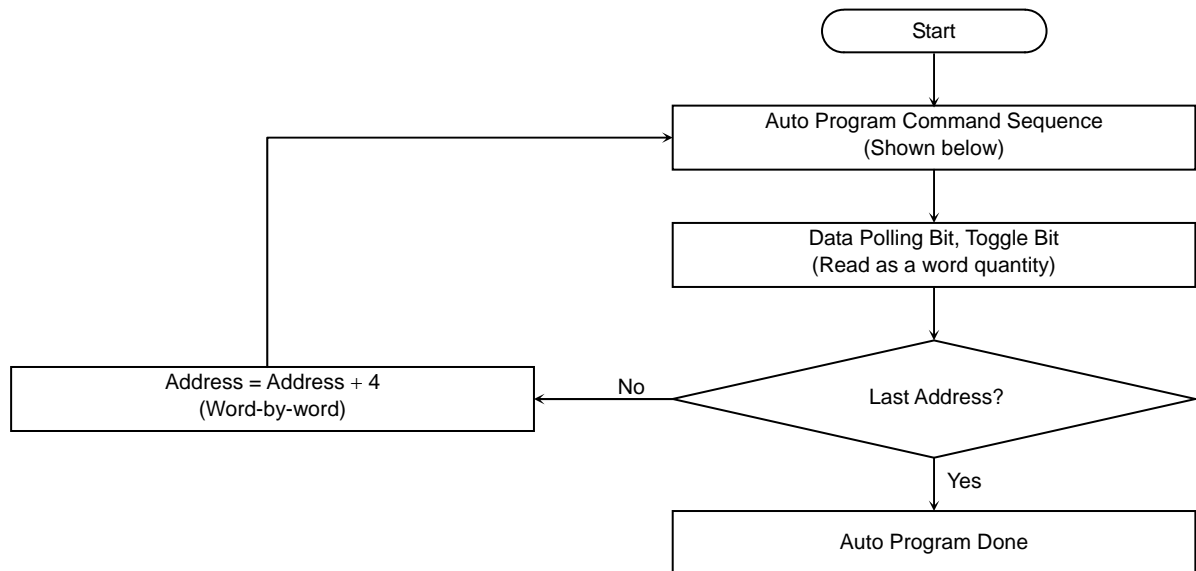 Start
Auto Program Command Sequence
(Shown below)
Data Polling Bit, Toggle Bit
(Read as a word quantity)
Last Address?
No
Address = Address + 4
(Word-by-word)
Yes
Auto Program Done